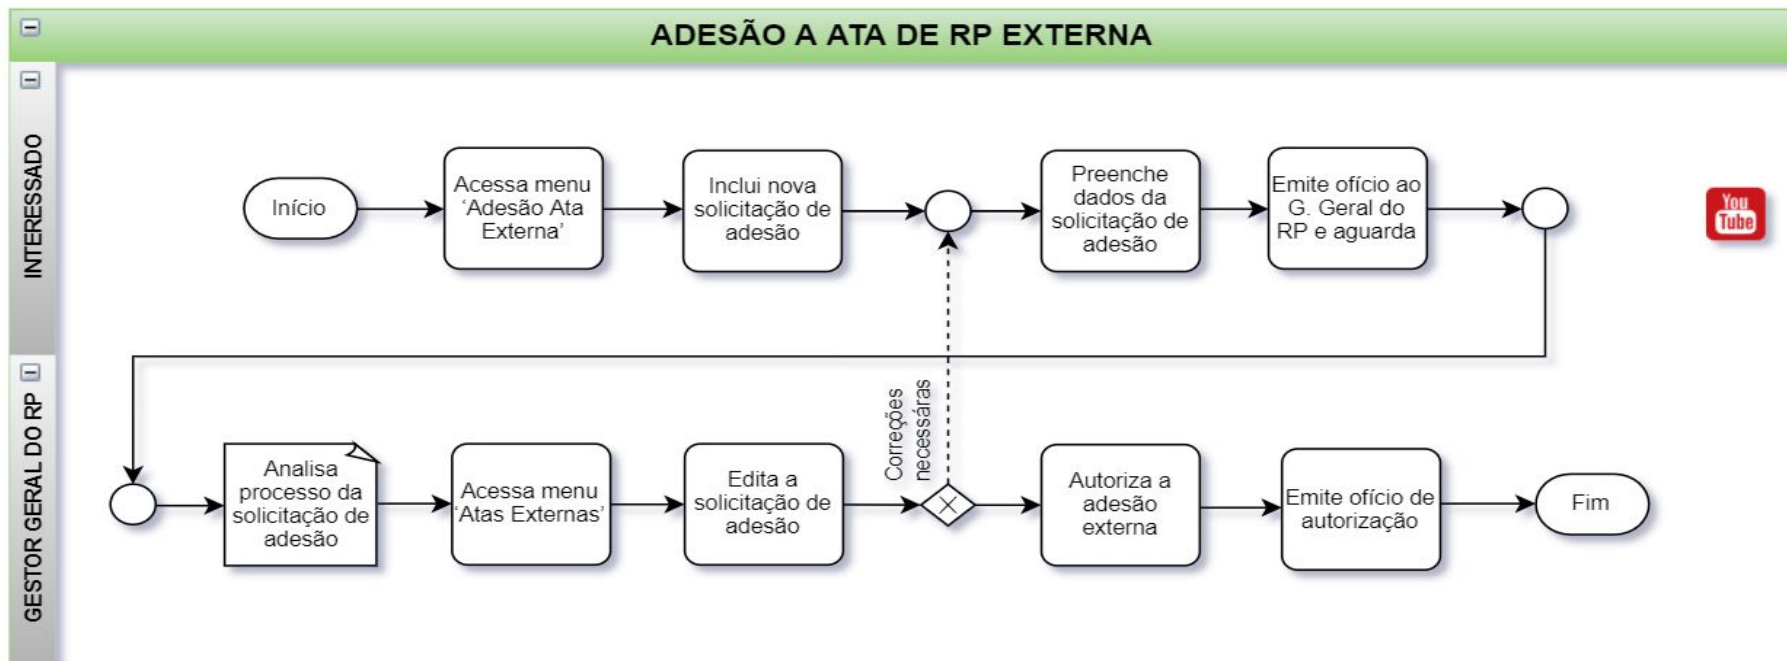 ADESÃO A ATA DE RP EXTERNA
INTERESSADO
Início
Acessa menu
‘Adesão Ata
Externa’
Inclui nova
solicitação de
adesão
Preenche
dados da
solicitação de
adesão
Emite ofício ao
G. Geral do
RP e aguarda
You
Tube
GESTOR GERAL DO RP
Analisa
processo da
solicitação de
adesão
Acessa menu
‘Atas Externas’
Edita a
solicitação de
adesão
Correções
necessáras
Autoriza a
adesão
externa
Emite ofício de
autorização
Fim